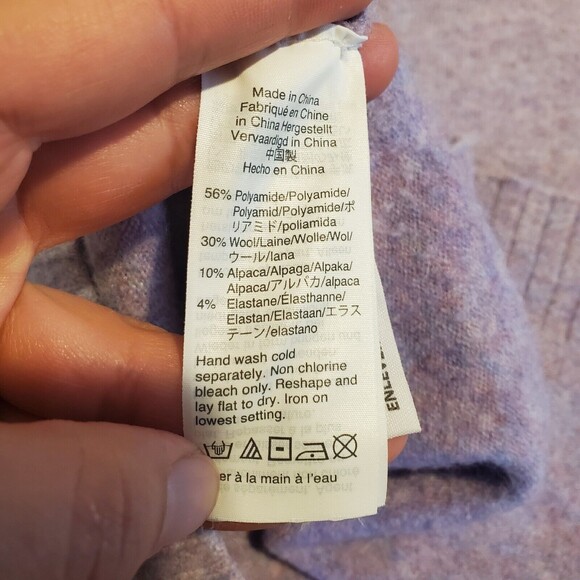 Made in China
Fabriqué en Chine
in China Hergestellt
Vervaardigd in China
中国製
Hecho en China
56% Polyamide/Polyamide/
Polyamid/Polyamide/ポ
リアミド/poliamida
30% Wool/Laine/Wolle/Wol/
ウール/lana
10% Alpaca/Alpaga/Alpaka/
Alpaca/アルパカ/alpaca
4% Elastane/Élasthanne/
Elastan/Elastaan/エラス
テーン/elastano
Hand wash cold
separately. Non chlorine
bleach only. Reshape and
lay flat to dry. Iron on
lowest setting.
er à la main à l'eau
ENLEVE